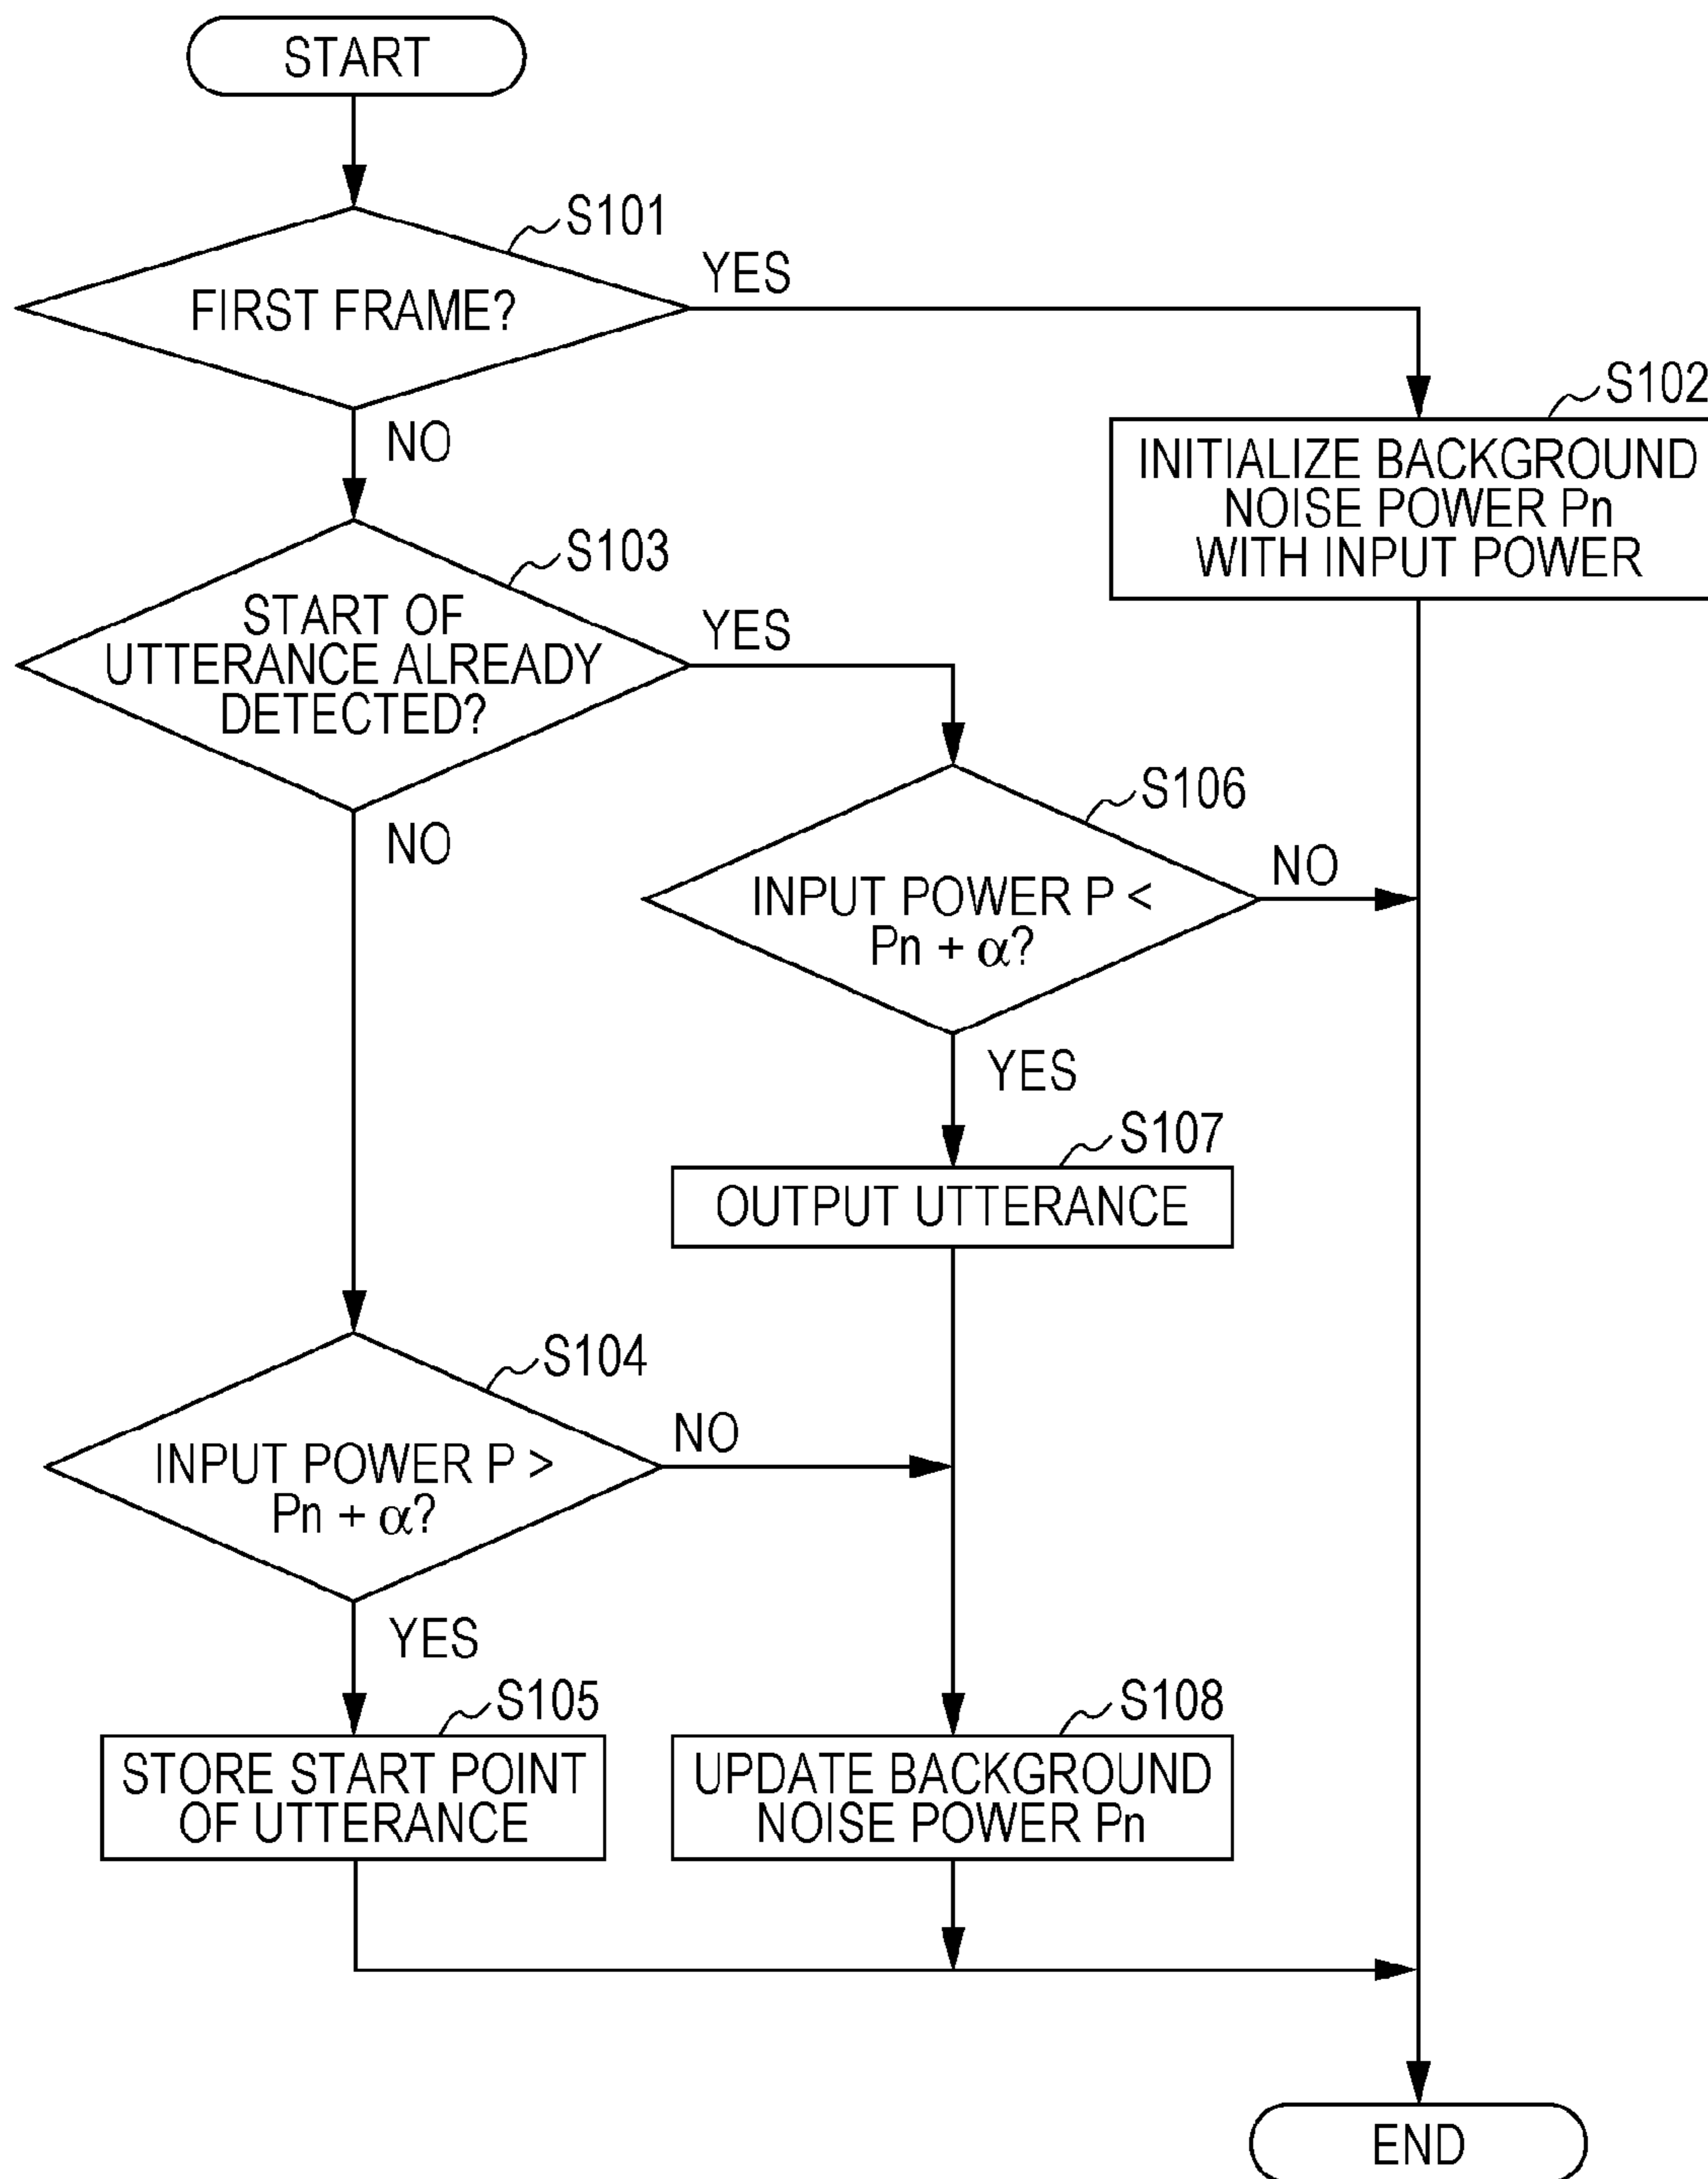 START
S101
FIRST FRAME?
YES
NO
S102
INITIALIZE BACKGROUND
NOISE POWER Pn
WITH INPUT POWER
S103
START OF
UTTERANCE ALREADY
DETECTED?
YES
NO
S106
INPUT POWER P <
Pn + α?
NO
YES
S107
OUTPUT UTTERANCE
S104
INPUT POWER P >
Pn + α?
NO
YES
S105
STORE START POINT
OF UTTERANCE
S108
UPDATE BACKGROUND
NOISE POWER Pn
END